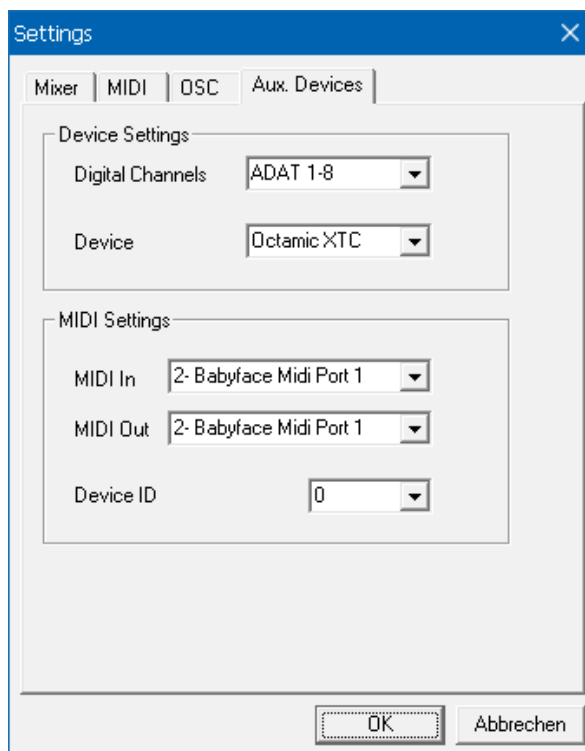 Settings
Mixer MIDI OSC Aux. Devices
Device Settings
Digital Channels ADAT 1-8
Device Octamic XTC
MIDI Settings
MIDI In 2- Babyface Midi Port 1
MIDI Out 2- Babyface Midi Port 1
Device ID 0
OK Abbrechen